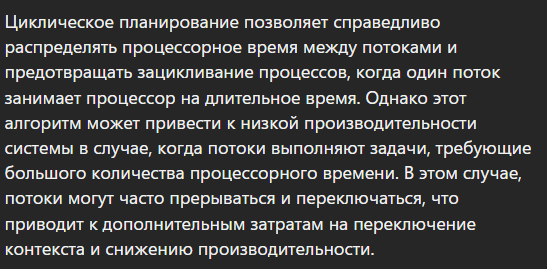 Циклическое планирование позволяет справедливо
распределять процессорное время между потоками и
предотвращать зацикливание процессов, когда один поток
занимает процессор на длительное время. Однако этот
алгоритм может привести к низкой производительности
системы в случае, когда потоки выполняют задачи, требующие
большого количества процессорного времени. В этом случае,
потоки могут часто прерываться и переключаться, что
приводит к дополнительным затратам на переключение
контекста и снижению производительности.